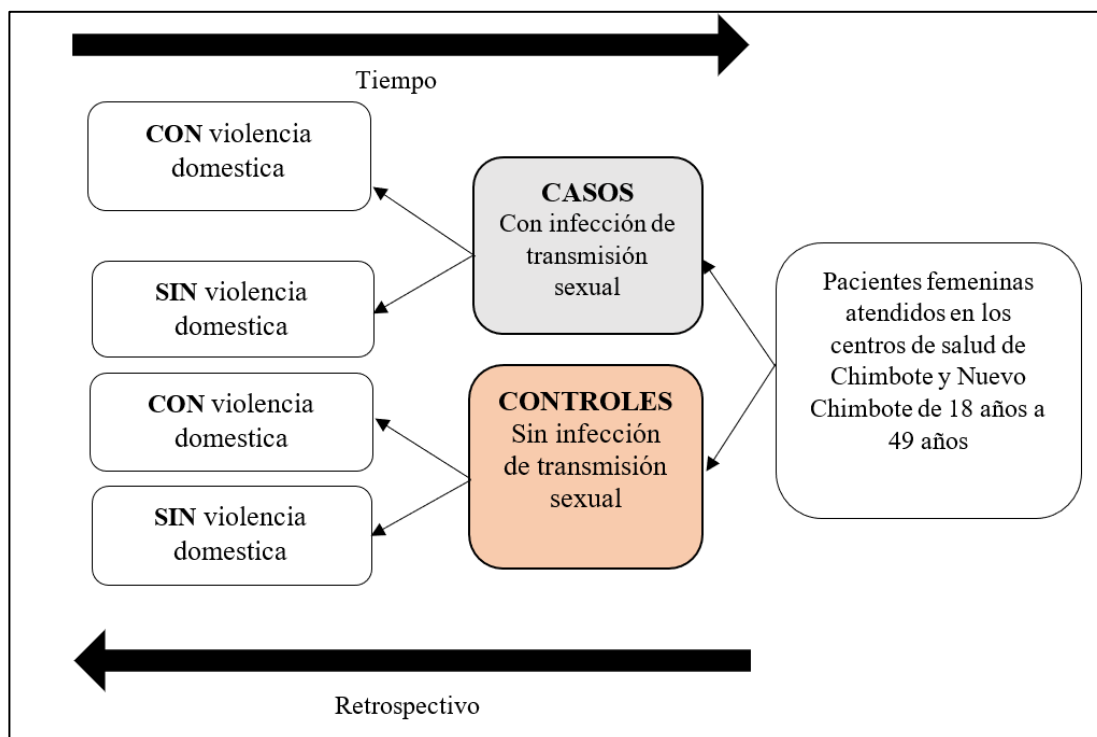 Tiempo
CON violencia
domestica
SIN violencia
domestica
CON violencia
domestica
SIN violencia
domestica
CASOS
Con infección de
transmisión
sexual
CONTROLES
Sin infección
de transmisión
sexual
Pacientes femeninas
atendidos en los
centros de salud de
Chimbote y Nuevo
Chimbote de 18 años a
49 años
Retrospectivo